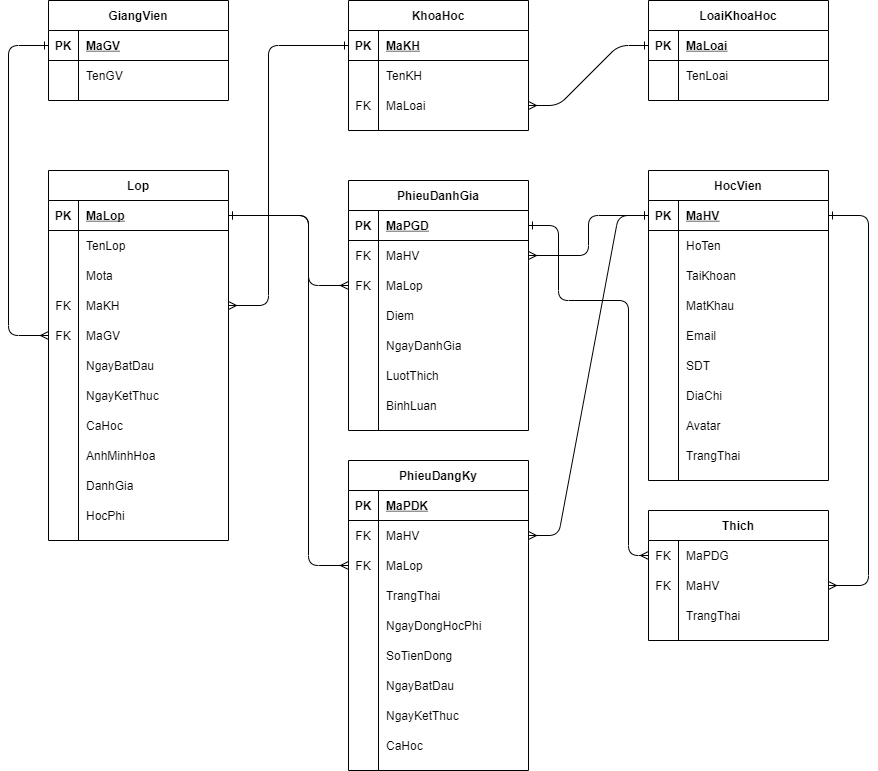 GiangVien
PK MaGV
TenGV
KhoaHoc
PK MaKH
TenKH
FK MaLoai
LoaiKhoaHoc
PK MaLoai
TenLoai
Lop
PK MaLop
TenLop
Mota
FK MaKH
FK MaGV
NgayBatDau
NgayKetThuc
CaHoc
AnhMinhHoa
DanhGia
HocPhi
PhieuDanhGia
PK MaPGD
FK MaHV
FK MaLop
Diem
NgayDanhGia
LuotThich
BinhLuan
HocVien
PK MaHV
HoTen
TaiKhoan
MatKhau
Email
SDT
DiaChi
Avatar
TrangThai
PhieuDangKy
PK MaPDK
FK MaHV
FK MaLop
TrangThai
NgayDongHocPhi
SoTienDong
NgayBatDau
NgayKetThuc
CaHoc
Thich
FK MaPDG
FK MaHV
TrangThai